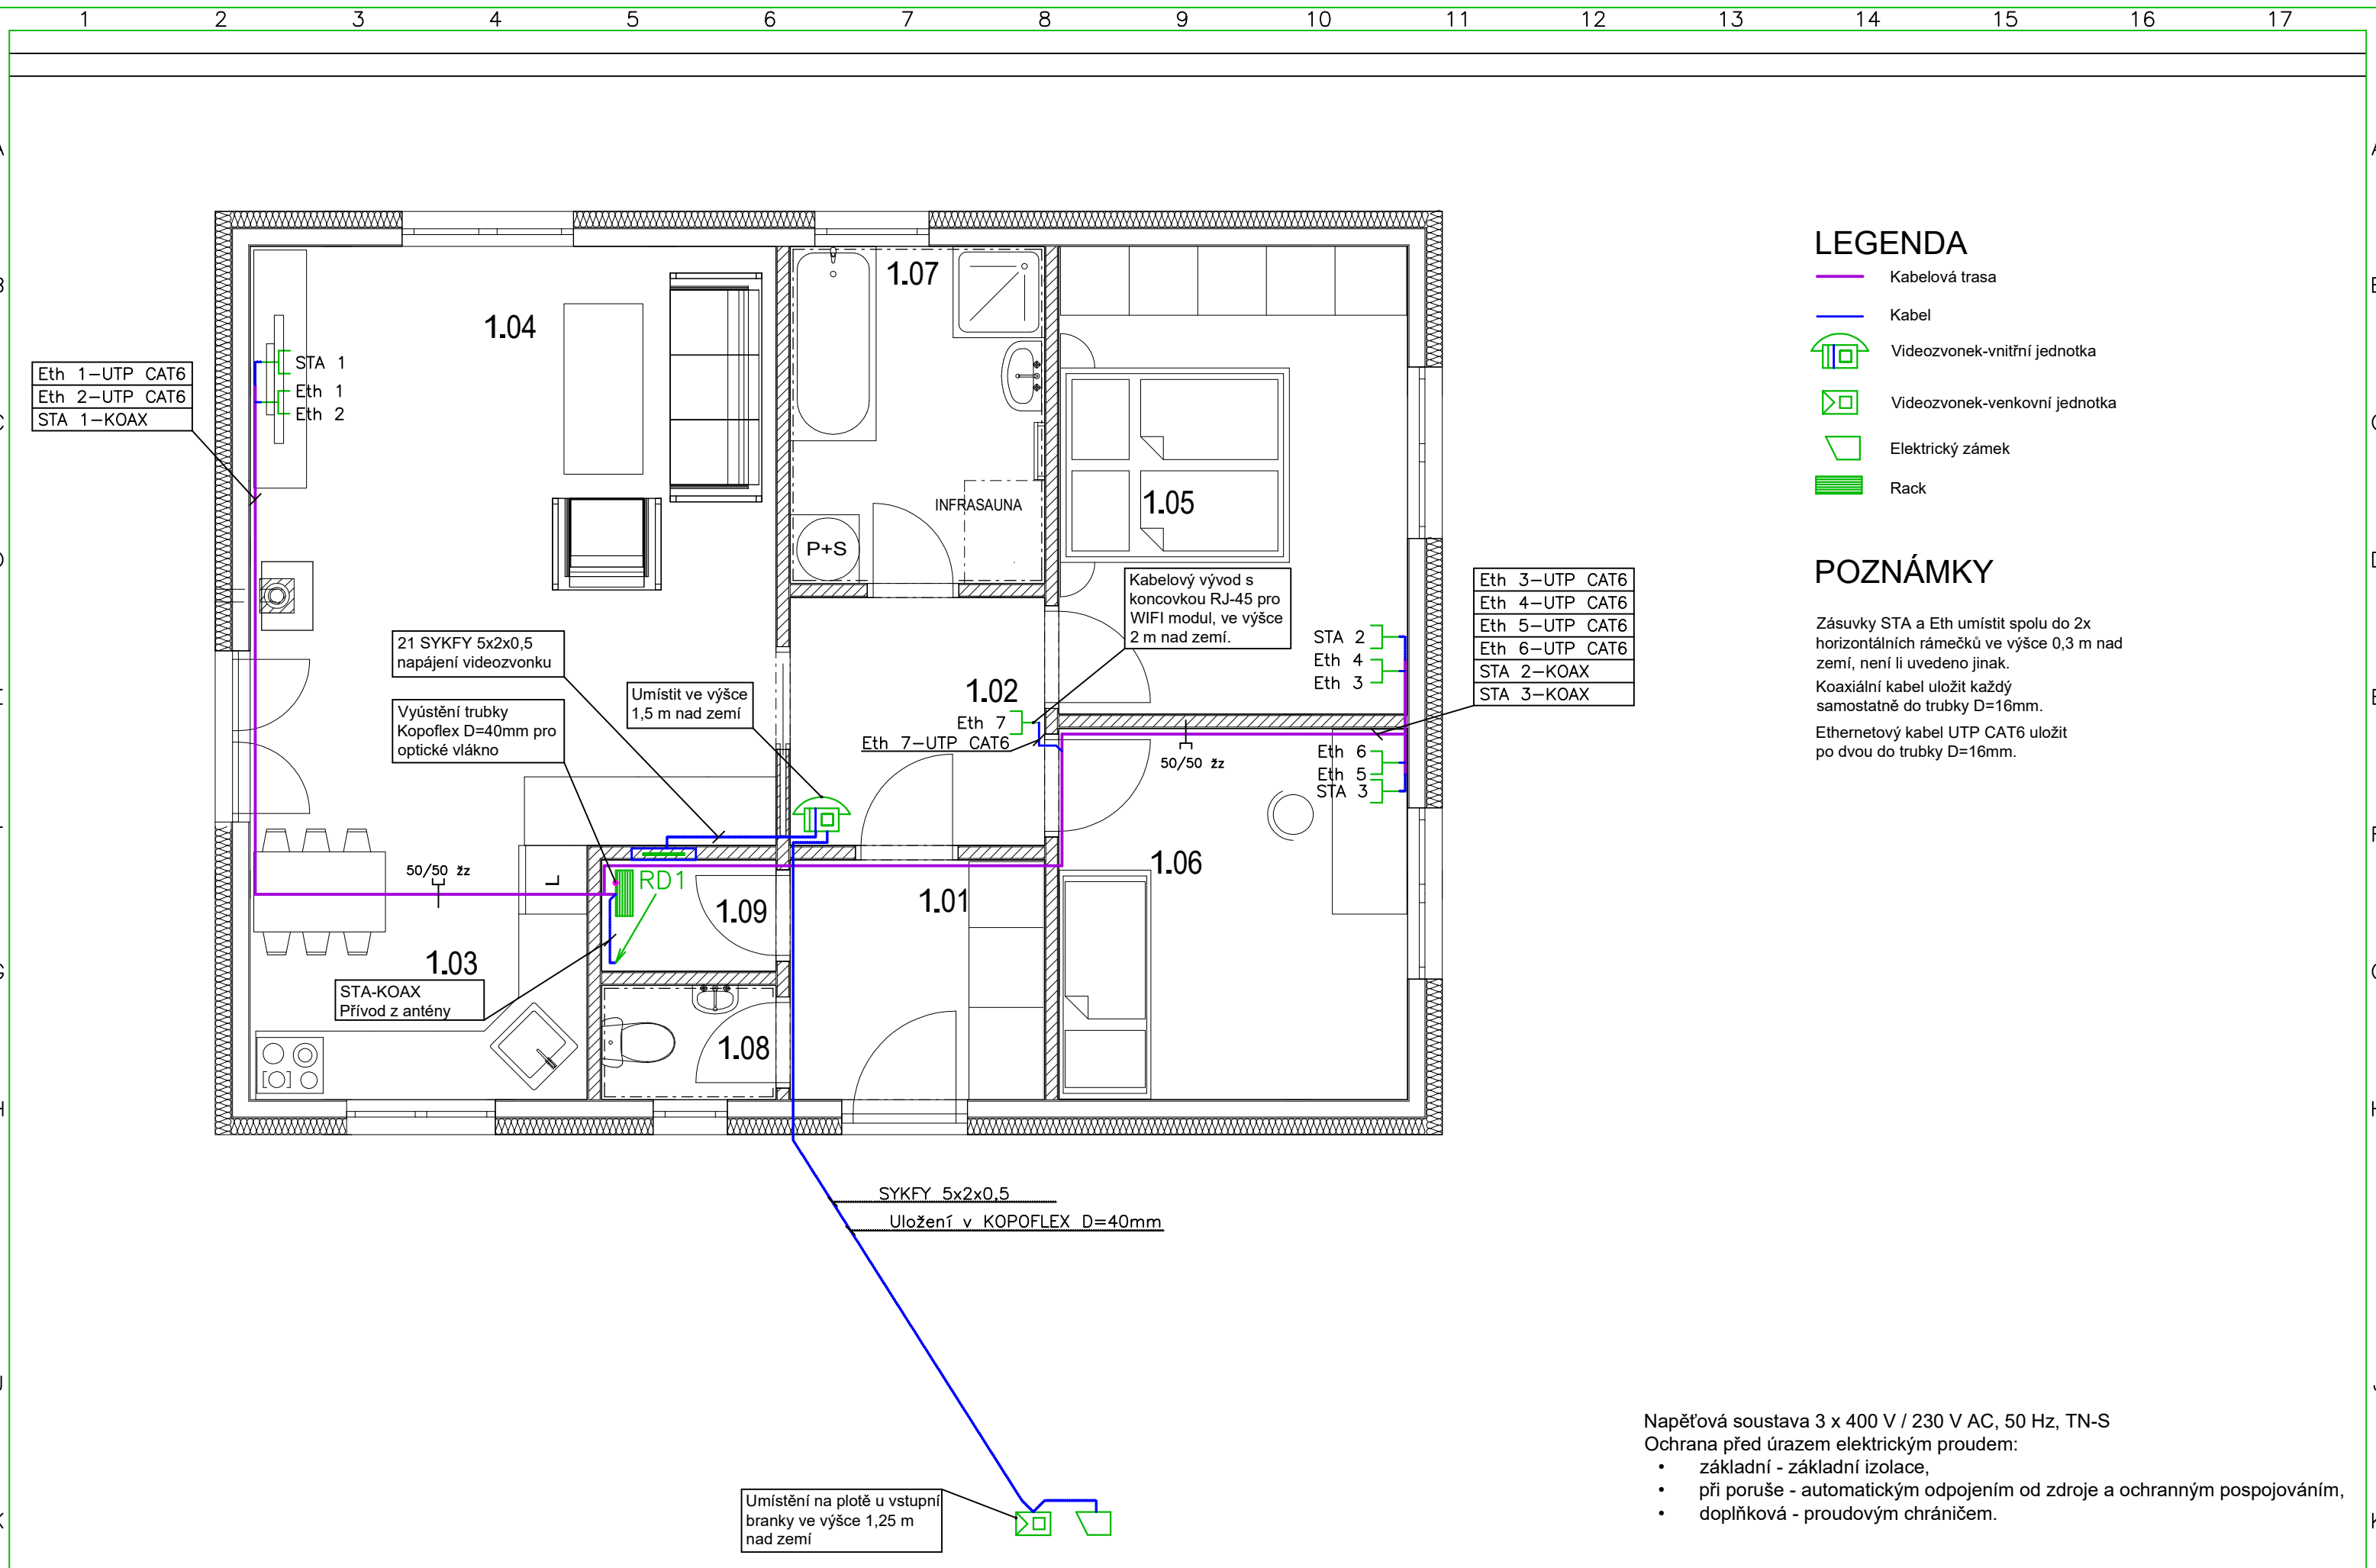 1 2 3 4 5 6 7 8 9 10 11 12 13 14 15 16 17
1.04
1.07
INFRASAUNA
P+S
1.05
STA 1
Eth 1
Eth 2
Eth 1-UTP CAT6
Eth 2-UTP CAT6
STA 1-KOAX
21 SYKFY 5x2x0,5
napájení videozvonku
Vyústění trubky
Kopoflex D=40mm pro
optické vlákno
Umístit ve výšce
1,5 m nad zemí
Kabelový vývod s
koncovkou RJ-45 pro
WIFI modul, ve výšce
2 m nad zemí.
1.02
Eth 7
Eth 7-UTP CAT6
STA 2
Eth 4
Eth 3
Eth 3-UTP CAT6
Eth 4-UTP CAT6
Eth 5-UTP CAT6
Eth 6-UTP CAT6
STA 2-KOAX
STA 3-KOAX
50/50 žz
Eth 6
Eth 5
STA 3
1.06
50/50 žz
L
RD1
1.09
1.01
1.03
STA-KOAX
Přívod z antény
1.08
SYKFY 5x2x0,5
Uložení v KOPOFLEX D=40mm
Umístění na plotě u vstupní
branky ve výšce 1,25 m
nad zemí
LEGENDA
Kabelová trasa
Kabel
Videozvonek-vnitřní jednotka
Videozvonek-venkovní jednotka
Elektrický zámek
Rack
POZNÁMKY
Zásuvky STA a Eth umístit spolu do 2x
horizontálních rámečků ve výšce 0,3 m nad
zemí, není li uvedeno jinak.
Koaxiální kabel uložit každý
samostatně do trubky D=16mm.
Ethernetový kabel UTP CAT6 uložit
po dvou do trubky D=16mm.
Napěťová soustava 3 x 400 V / 230 V AC, 50 Hz, TN-S
Ochrana před úrazem elektrickým proudem:
• základní - základní izolace,
• při poruše - automatickým odpojením od zdroje a ochranným pospojováním,
• doplňková - proudovým chráničem.